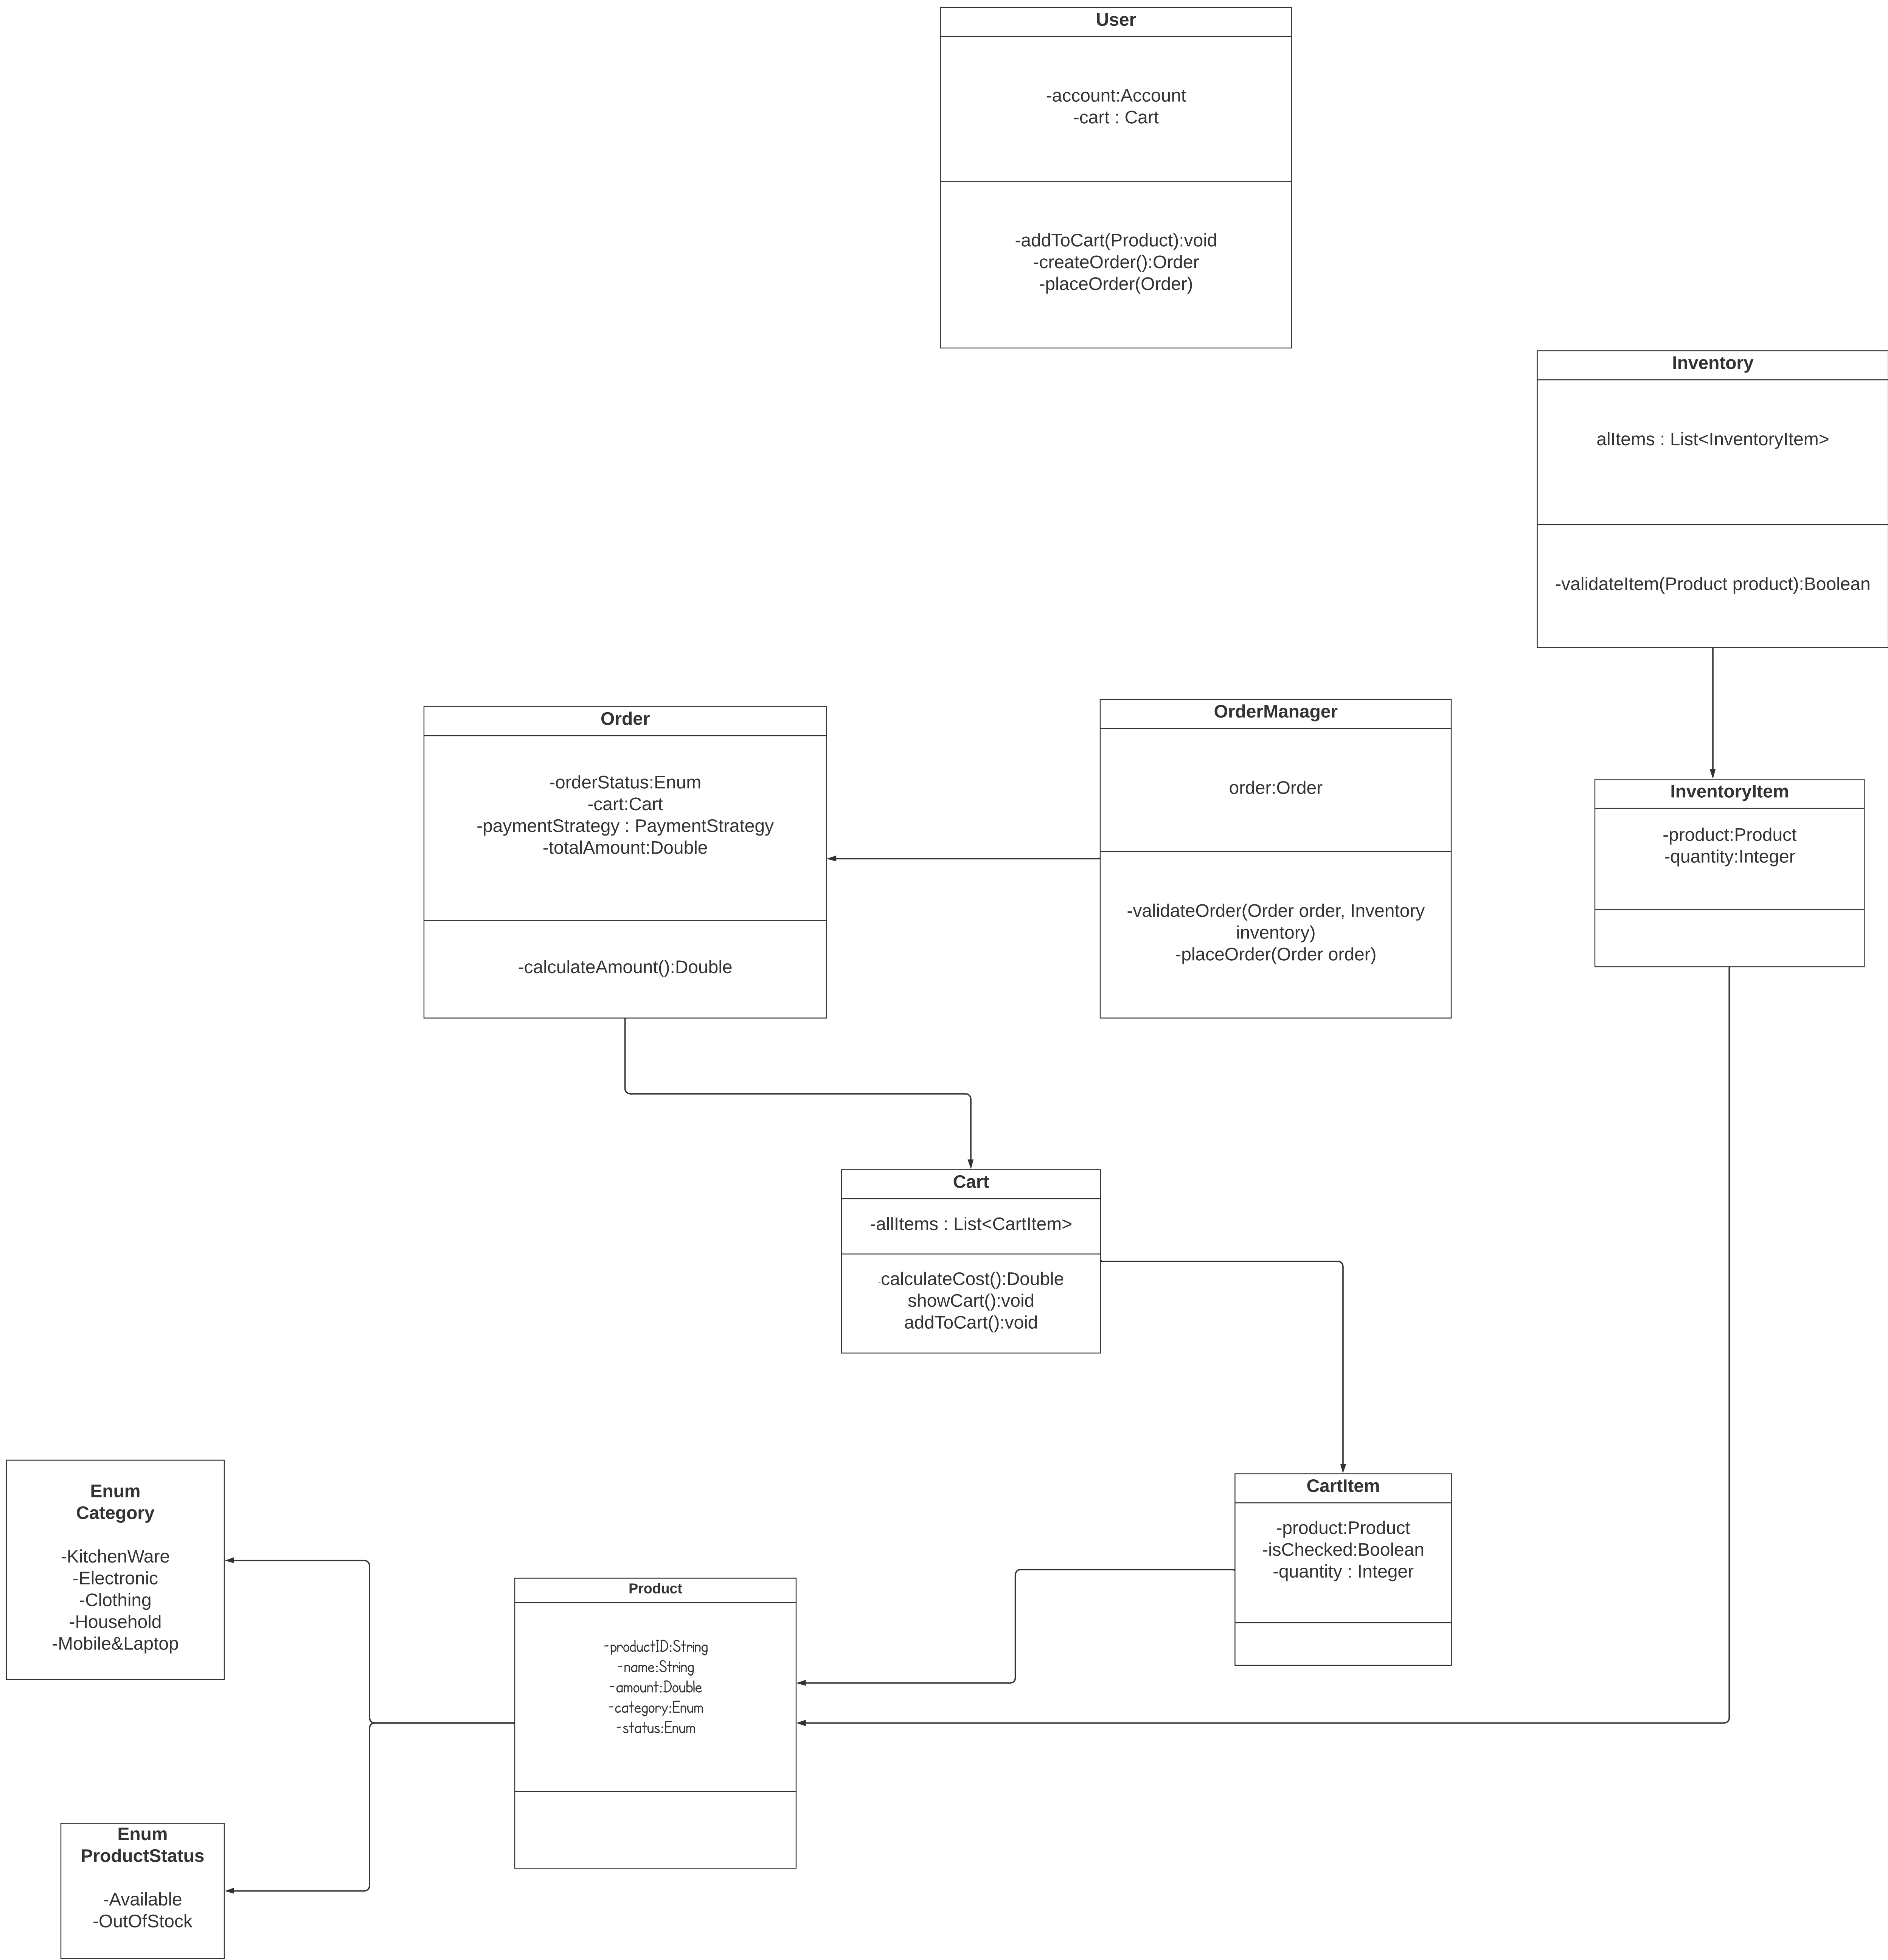 User
-account:Account
-cart : Cart
-addToCart(Product):void
-createOrder():Order
-placeOrder(Order)
Inventory
alItems : List<InventoryItem>
-validateItem(Product product):Boolean
Order
-orderStatus:Enum
-cart:Cart
-paymentStrategy : PaymentStrategy
-totalAmount:Double
-calculateAmount():Double
OrderManager
order:Order
-validateOrder(Order order, Inventory
inventory)
-placeOrder(Order order)
InventoryItem
-product:Product
-quantity:Integer
Cart
-allItems : List<CartItem>
-calculateCost():Double
showCart():void
addToCart():void
Enum
Category
-KitchenWare
-Electronic
-Clothing
-Household
-Mobile&Laptop
CartItem
-product:Product
-isChecked:Boolean
-quantity : Integer
Product
-productID:String
-name:String
-amount:Double
-category:Enum
-status:Enum
Enum
ProductStatus
-Available
-OutOfStock